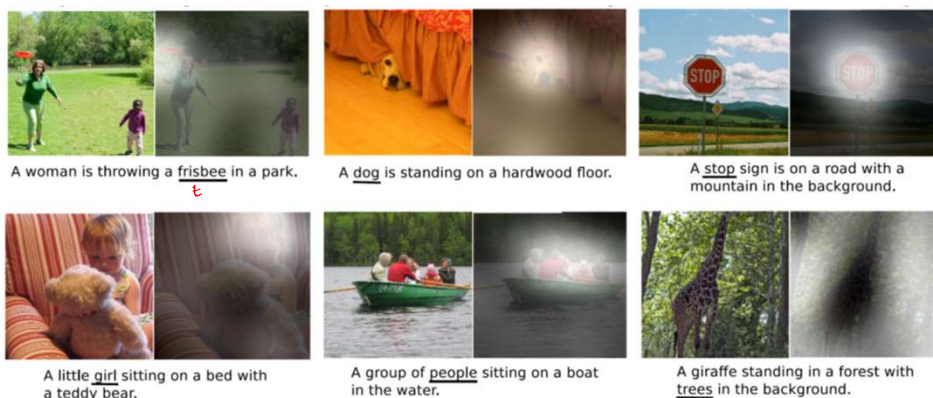 STOP
STOP
A woman is throwing a frisbee in a park.
t
A dog is standing on a hardwood floor.
A stop sign is on a road with a
mountain in the background.
A little girl sitting on a bed with
a teddy bear.
A group of people sitting on a boat
in the water.
A giraffe standing in a forest with
trees in the background.